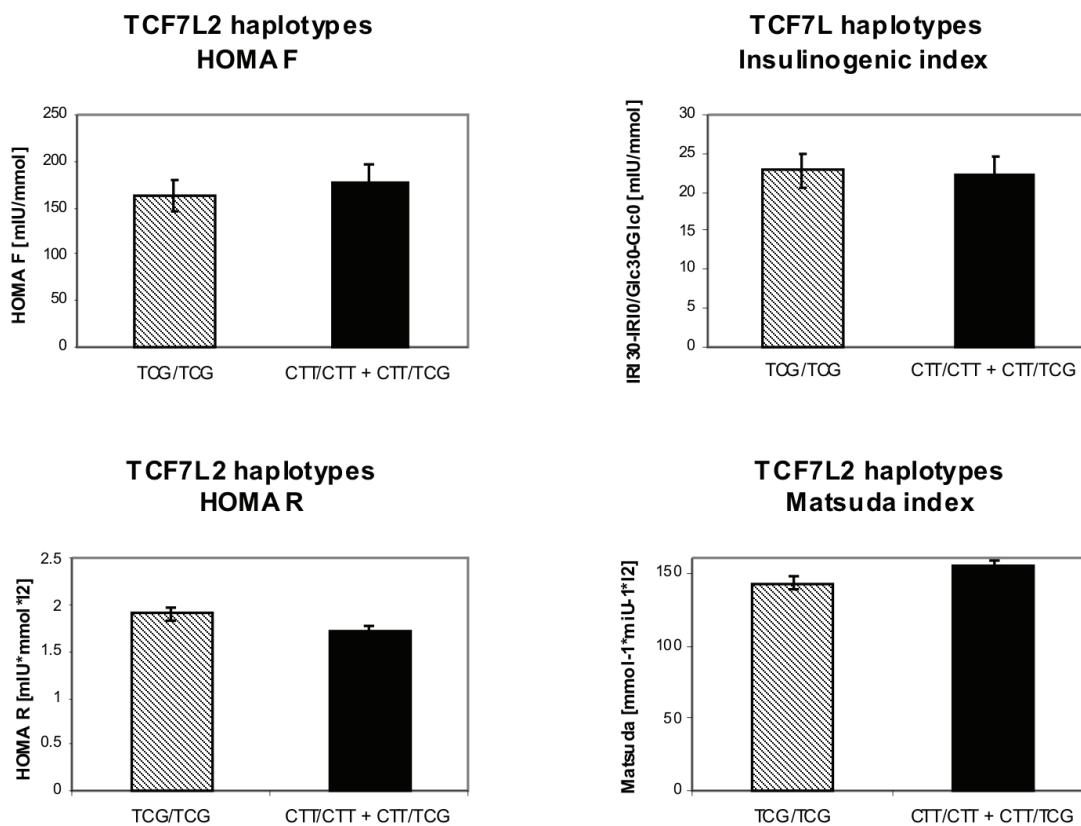 TCF7L2 haplotypes
HOMA F
HOMA F [mIU/mmol]
250
200
150
100
50
0
TCG/TCG
CTT/CTT + CTT/TCG
TCF7L haplotypes
Insulinogenic index
IRI30-IRI0/Glc30-Glc0 [mIU/mmol]
30
25
20
15
10
5
0
TCG/TCG
CTT/CTT + CTT/TCG
TCF7L2 haplotypes
HOMA R
HOMA R [mIU*mmol*l2]
2.5
2
1.5
1
0.5
0
TCG/TCG
CTT/CTT + CTT/TCG
TCF7L2 haplotypes
Matsuda index
Matsuda [mmol-1*miU-1*l2]
150
100
50
0
TCG/TCG
CTT/CTT + CTT/TCG